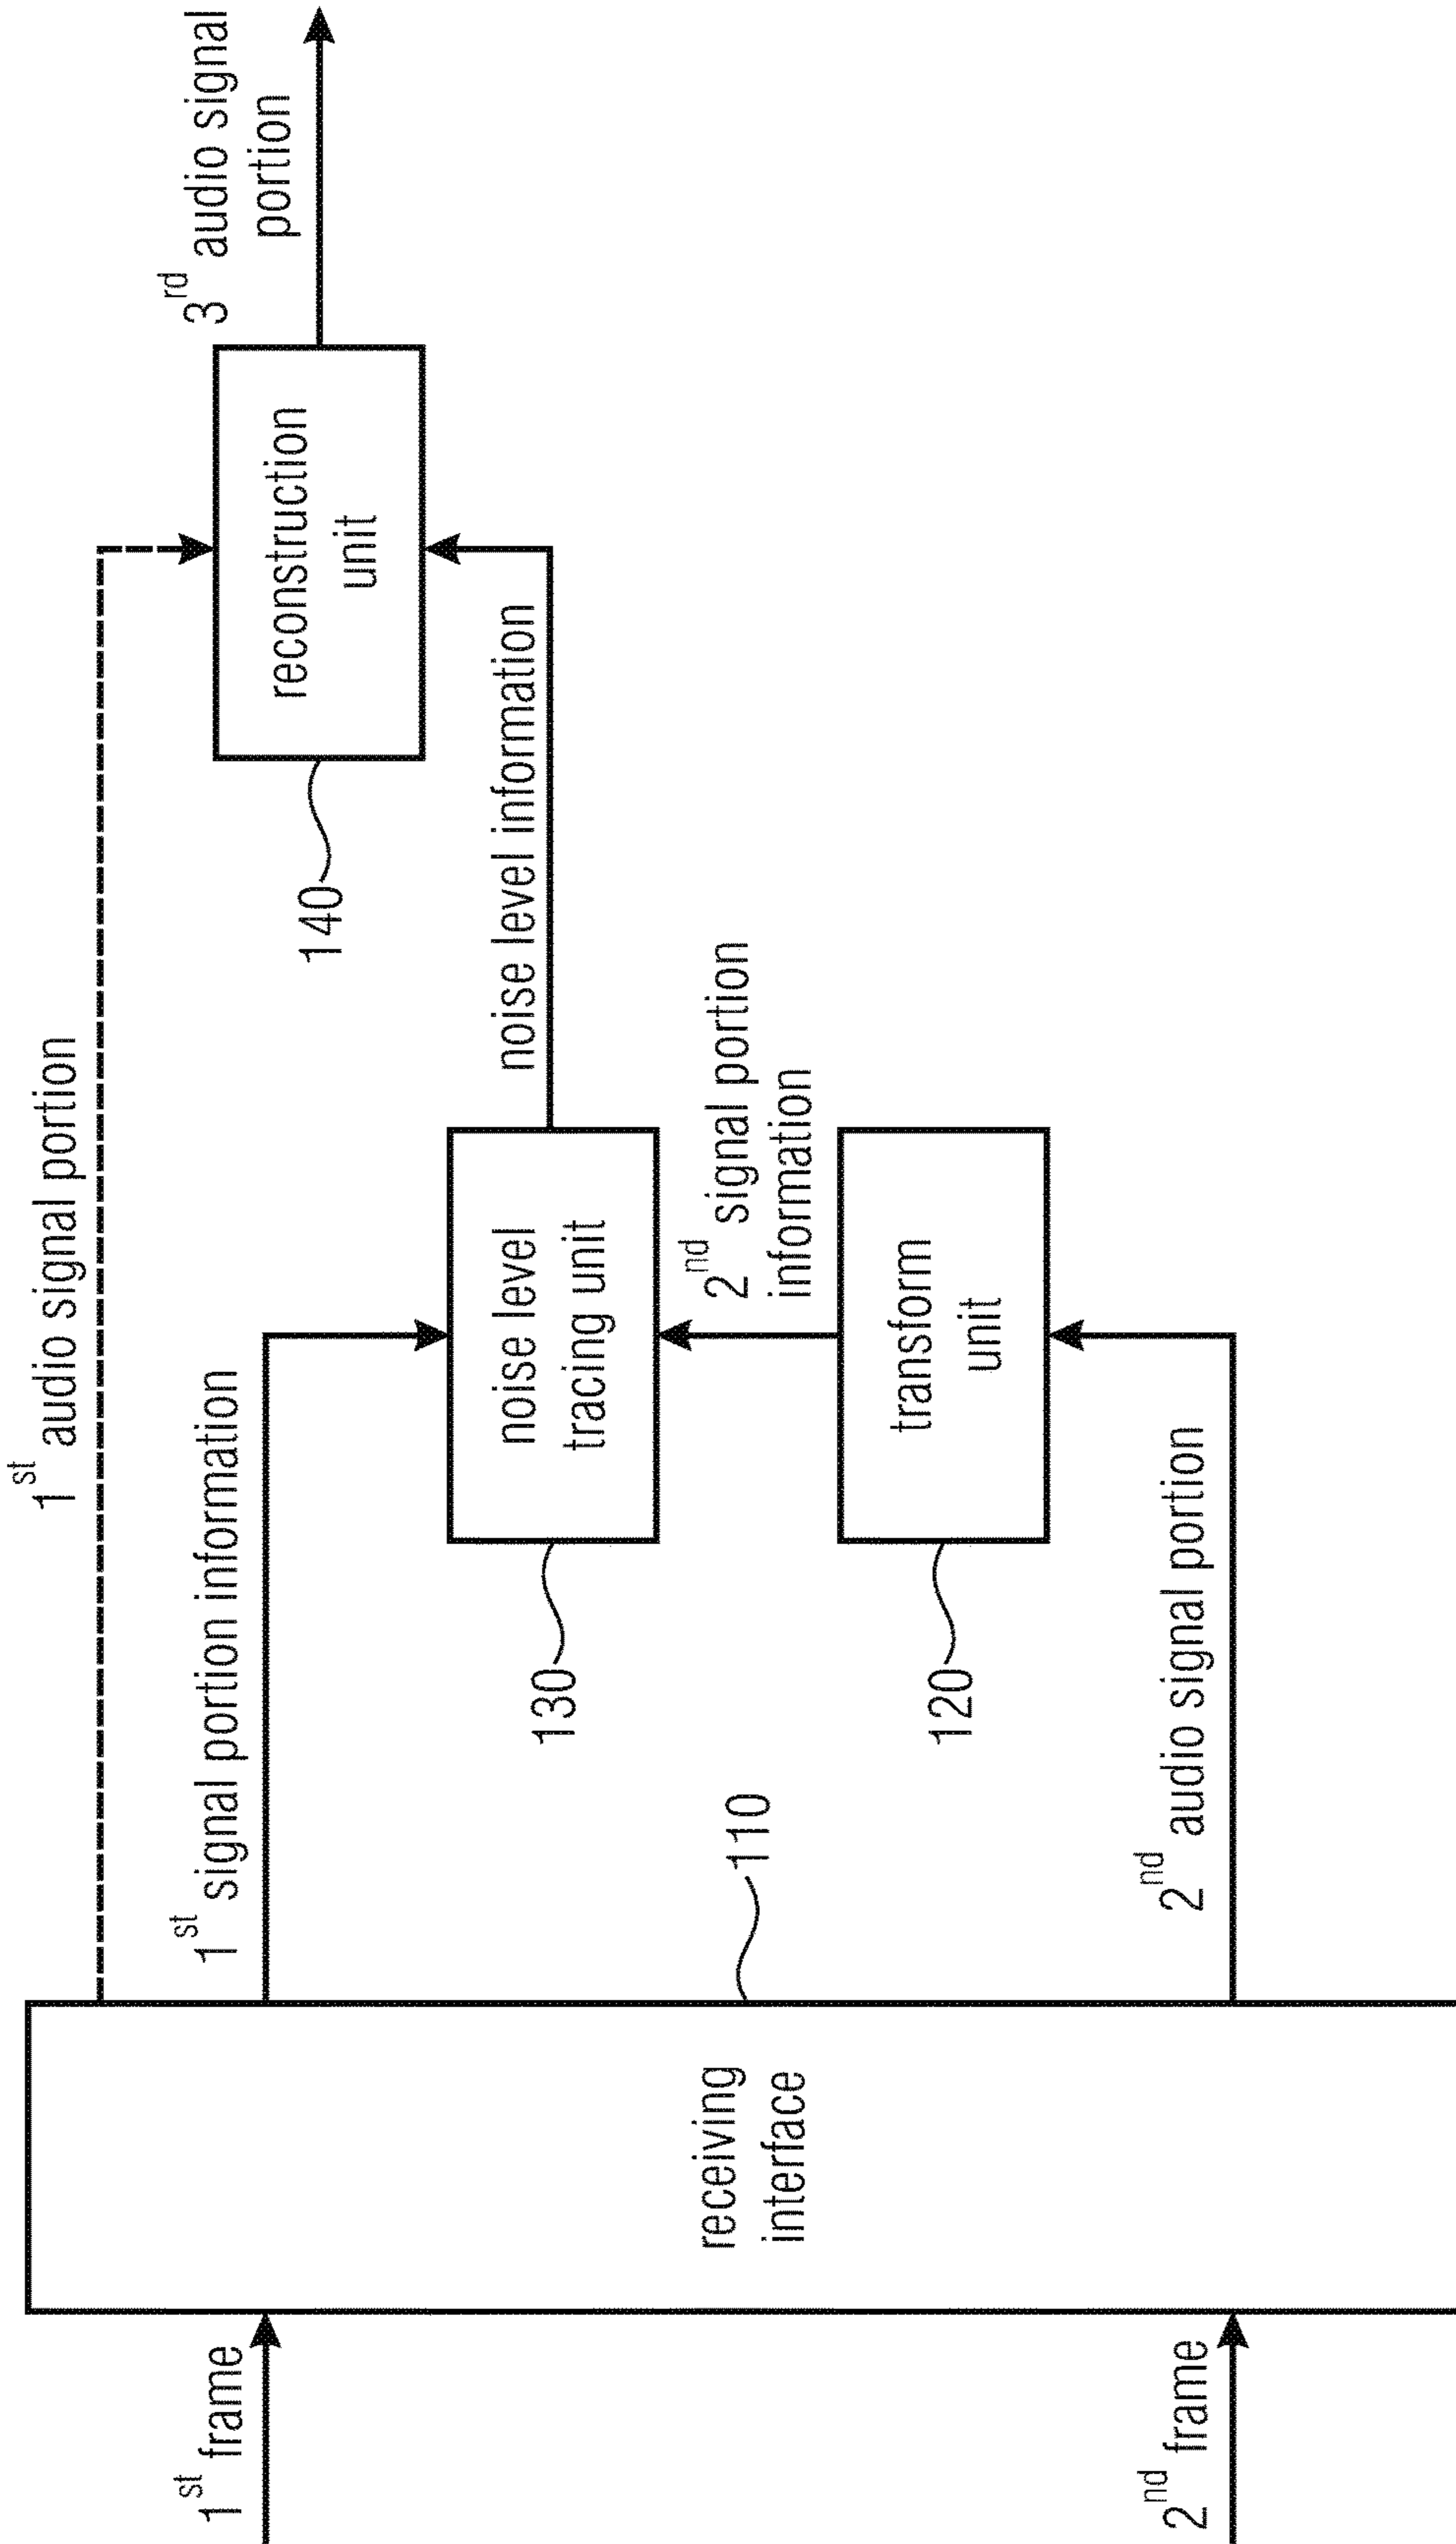 1st frame
2nd frame
receiving
interface
110
1st audio signal portion
1st signal portion information
2nd audio signal portion
130
noise level
tracing unit
120
transform
unit
2nd signal portion
information
noise level information
140
reconstruction
unit
3rd audio signal
portion